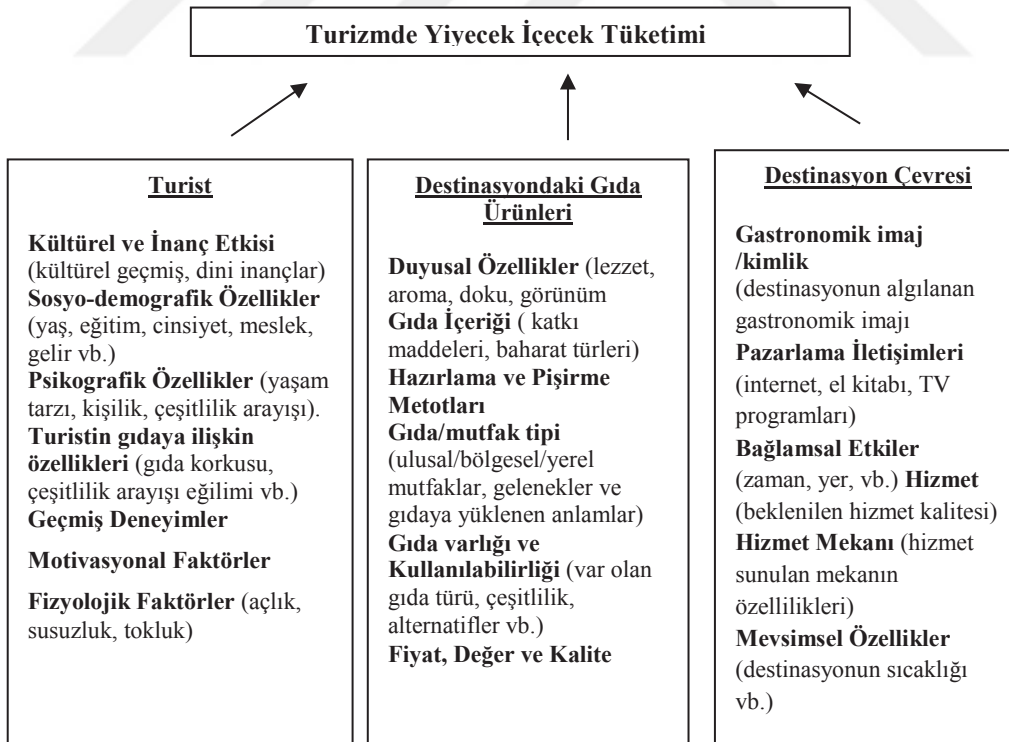 Turizmde Yiyecek İçecek Tüketimi
Turist
Kültürel ve İnanç Etkisi
(kültürel geçmiş, dini inançlar)
Sosyo-demografik Özellikler
(yaş, eğitim, cinsiyet, meslek,
gelir vb.)
Psikografik Özellikler (yaşam
tarzı, kişilik, çeşitlilik arayışı).
Turistin gıdaya ilişkin
özellikleri (gıda korkusu,
çeşitlilik arayışı eğilimi vb.)
Geçmiş Deneyimler
Motivasyonal Faktörler
Fizyolojik Faktörler (açlık,
susuzluk, tokluk)
Destinasyondaki Gıda
Ürünleri
Duyusal Özellikler (lezzet,
aroma, doku, görünüm
Gıda İçeriği ( katkı
maddeleri, baharat türleri)
Hazırlama ve Pişirme
Metotları
Gıda/mutfak tipi
(ulusal/bölgesel/yerel
mutfaklar, gelenekler ve
gıdaya yüklenen anlamlar)
Gıda varlığı ve
Kullanılabilirliği (var olan
gıda türü, çeşitlilik,
alternatifler vb.)
Fiyat, Değer ve Kalite
Destinasyon Çevresi
Gastronomik imaj
/kimlik
(destinasyonun algılanan
gastronomik imajı
Pazarlama İletişimleri
(internet, el kitabı, TV
programları)
Bağlamsal Etkiler
(zaman, yer, vb.) Hizmet
(beklenilen hizmet kalitesi)
Hizmet Mekanı (hizmet
sunulan mekanın
özellilikleri)
Mevsimsel Özellikler
(destinasyonun sıcaklığı
vb.)